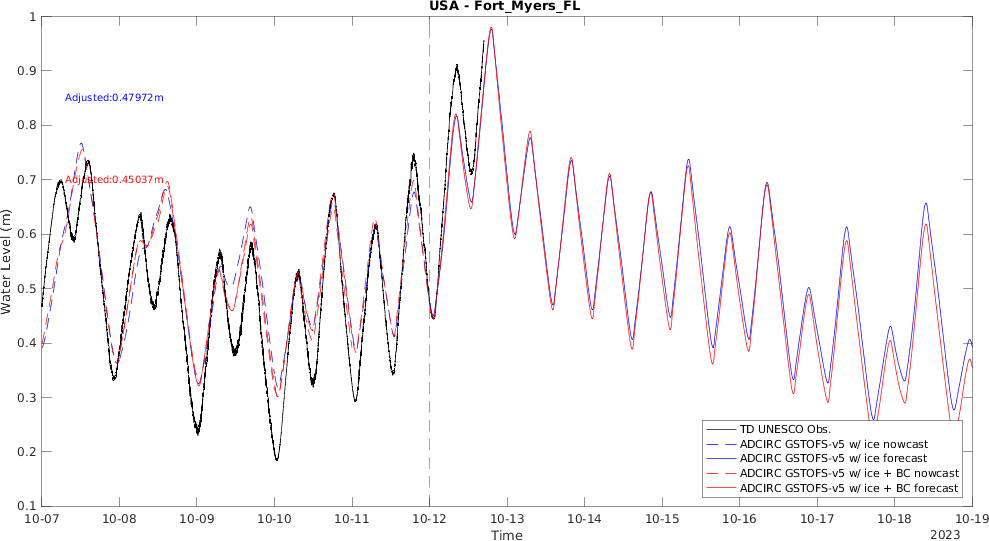 USA - Fort_Myers_FL
1
0.9
0.8
0.7
0.6
0.5
0.4
0.3
0.2
0.1
Water Level (m)
Adjusted:0.47972m
Adjusted:0.45037m
TD UNESCO Obs.
ADCIRC GSTOFS-v5 w/ ice nowcast
ADCIRC GSTOFS-v5 w/ ice forecast
ADCIRC GSTOFS-v5 w/ ice + BC nowcast
ADCIRC GSTOFS-v5 w/ ice + BC forecast
10-07 10-08 10-09 10-10 10-11 10-12 10-13 10-14 10-15 10-16 10-17 10-18 10-19
Time
2023